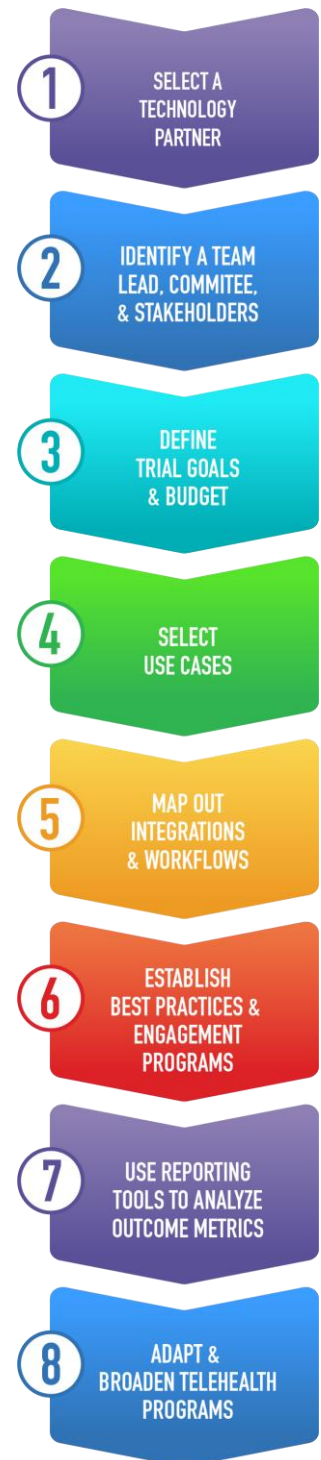 1
SELECT A
TECHNOLOGY
PARTNER
2
IDENTIFY A TEAM
LEAD, COMMITEE,
& STAKEHOLDERS
3
DEFINE
TRIAL GOALS
& BUDGET
4
SELECT
USE CASES
5
MAP OUT
INTEGRATIONS
& WORKFLOWS
6
ESTABLISH
BEST PRACTICES &
ENGAGEMENT
PROGRAMS
7
USE REPORTING
TOOLS TO ANALYZE
OUTCOME METRICS
8
ADAPT &
BROADEN TELEHEALTH
PROGRAMS